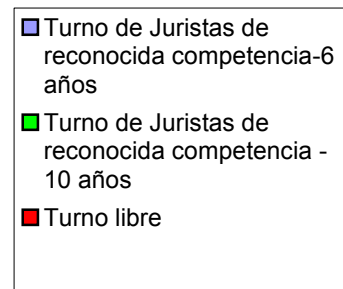 Turno de Juristas de
reconocida competencia-6
años
Turno de Juristas de
reconocida competencia -
10 años
Turno libre